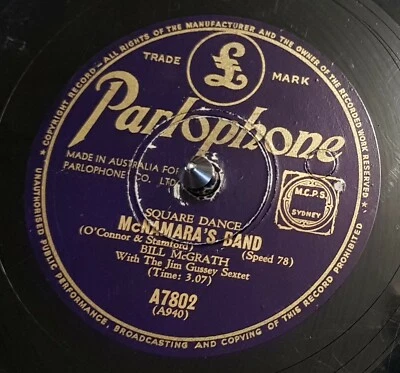 COPYRIGHT RECORD - ALL RIGHTS OF THE MANUFACTURER AND THE OWNER OF THE RECORDED WORK RESERVED
TRADE £ MARK
Parlophone
MADE IN AUSTRALIA FOR
PARLOPHONE CO., LTD.
M.C.P.S.
SYDNEY
SQUARE DANCE
McNAMARA'S BAND
(O'Connor & Stamford) (Speed 78)
BILL McGRATH
With The Jim Gussey Sextet
(Time: 3.07)
A7802
(A940)
UNAUTHORISED PUBLIC PERFORMANCE, BROADCASTING AND COPYING OF THIS RECORD PROHIBITED